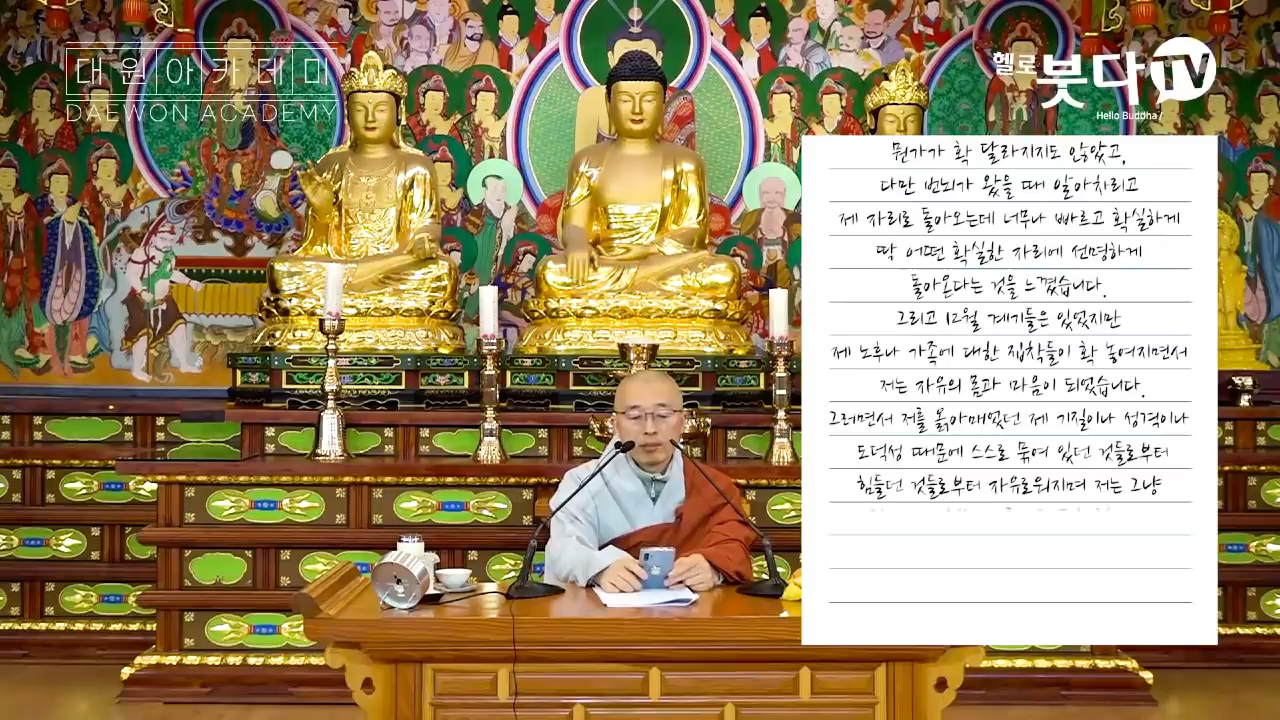 대원아카데미
DAEWON ACADEMY
헬로붓다TV
Hello Buddha!
뭔가가 확 달라지지도 않았고,
다만 번뇌가 왔을 때 알아차리고
제 자리로 돌아오는데 너무나 빠르고 확실하게
딱 어떤 확실한 자리에 선명하게
돌아온다는 것을 느꼈습니다.
그리고 12월 계기들은 있었지만
제 노후나 가족에 대한 집착들이 확 놓여지면서
저는 자유의 몸과 마음이 되었습니다.
그러면서 저를 옭아매었던 제 기질이나 성격이나
도덕성 때문에 스스로 묶여 있던 것들로부터
힘들던 것들로부터 자유로워지며 저는 그냥